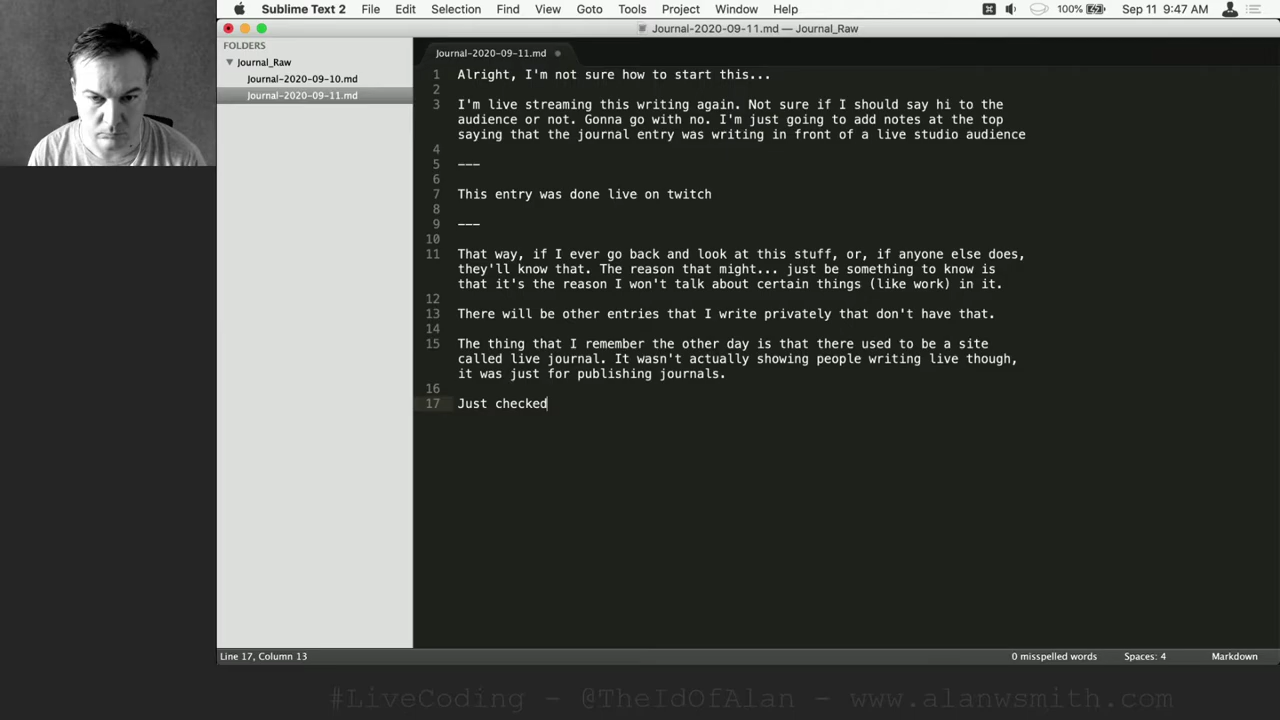 Sublime Text 2 File Edit Selection Find View Goto Tools Project Window Help 100% Sep 11 9:47 AM
Journal-2020-09-11.md — Journal_Raw
FOLDERS
Journal_Raw
Journal-2020-09-10.md
Journal-2020-09-11.md
Journal-2020-09-11.md
1 Alright, I'm not sure how to start this...
2
3 I'm live streaming this writing again. Not sure if I should say hi to the
audience or not. Gonna go with no. I'm just going to add notes at the top
saying that the journal entry was writing in front of a live studio audience
4
5 ---
6
7 This entry was done live on twitch
8
9 ---
10
11 That way, if I ever go back and look at this stuff, or, if anyone else does,
they'll know that. The reason that might... just be something to know is
that it's the reason I won't talk about certain things (like work) in it.
12
13 There will be other entries that I write privately that don't have that.
14
15 The thing that I remember the other day is that there used to be a site
called live journal. It wasn't actually showing people writing live though,
it was just for publishing journals.
16
17 Just checked
Line 17, Column 13 0 misspelled words Spaces: 4 Markdown
#LiveCoding - @TheIdOfAlan - www.alanwsmith.com